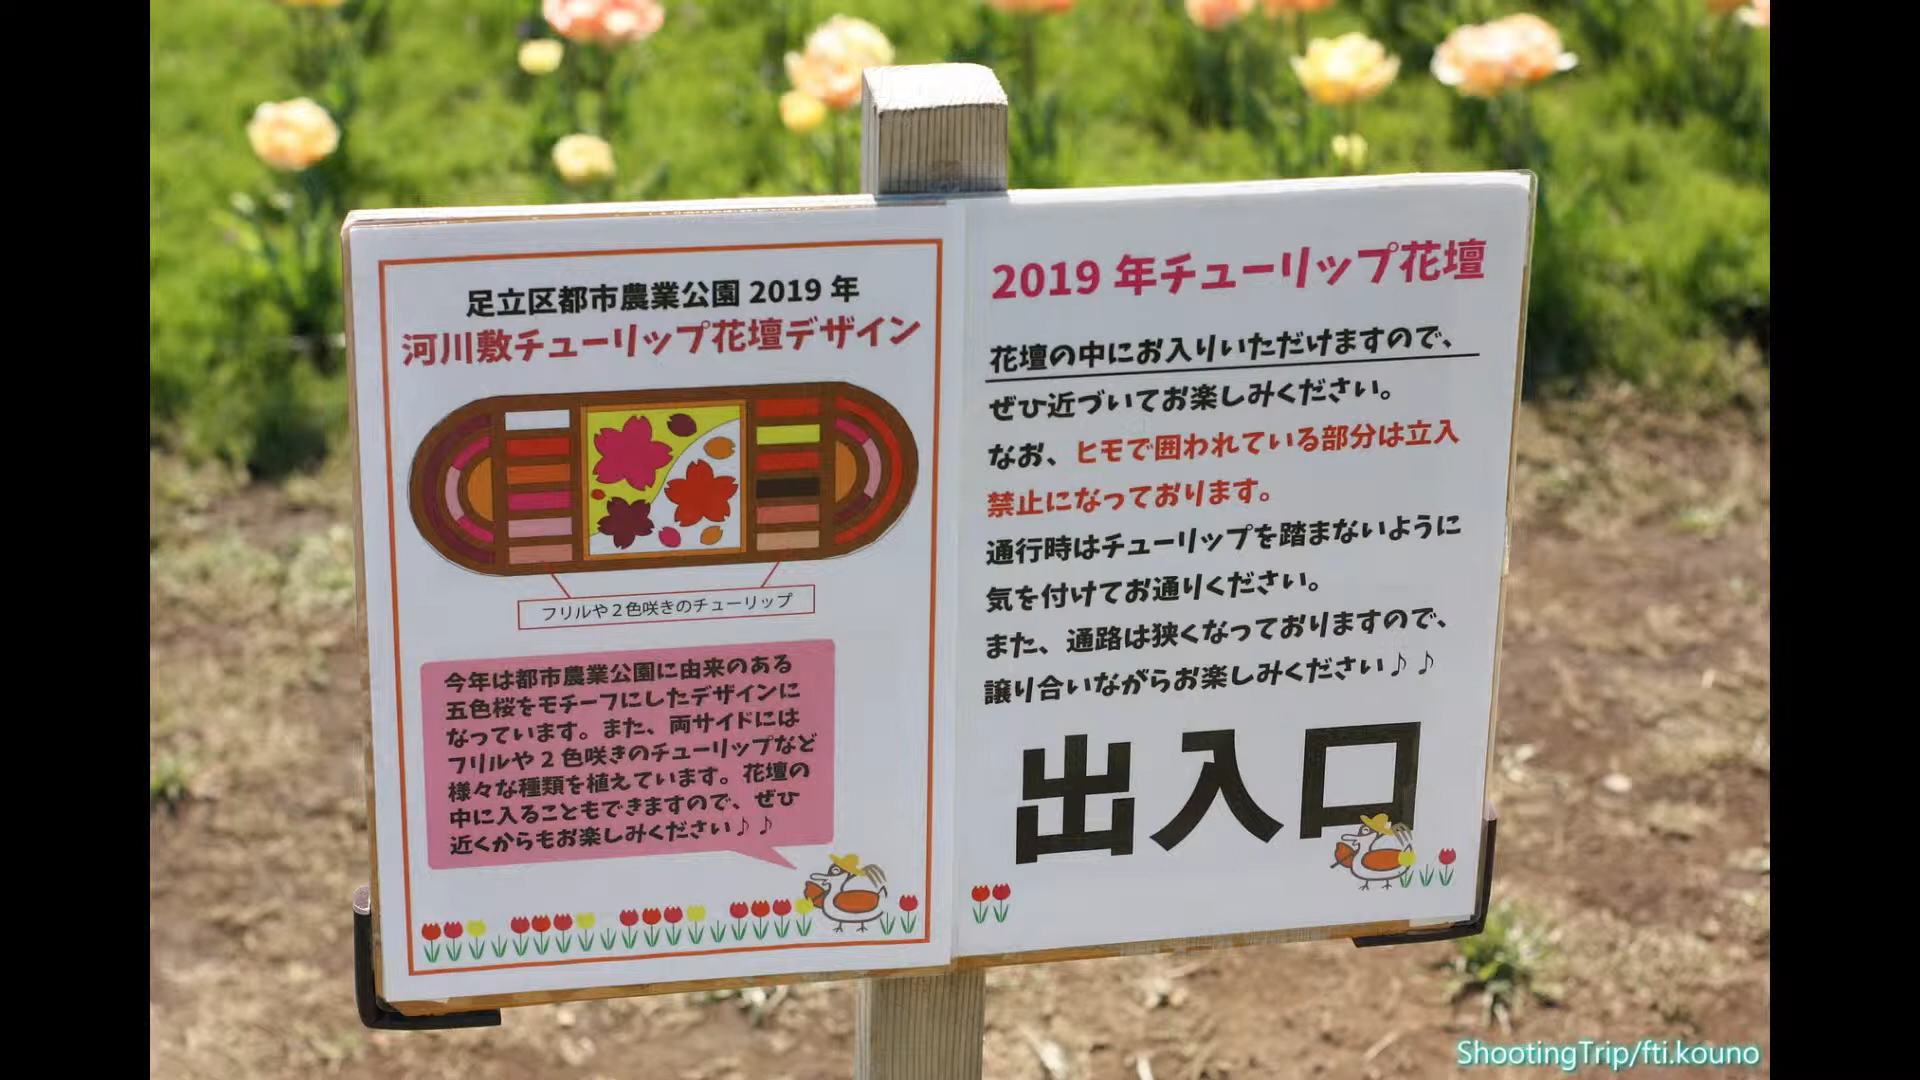 足立区都市農業公園 2019 年
河川敷チューリップ花壇デザイン
フリルや2色咲きのチューリップ
今年は都市農業公園に由来のある
五色桜をモチーフにしたデザインに
なっています。また、両サイドには
フリルや2色咲きのチューリップなど
様々な種類を植えています。花壇の
中に入ることもできますので、ぜひ
近くからもお楽しみください♪♪
2019 年チューリップ花壇
花壇の中にお入りいただけますので、
ぜひ近づいてお楽しみください。
なお、ヒモで囲われている部分は立入
禁止になっております。
通行時はチューリップを踏まないように
気を付けてお通りください。
また、通路は狭くなっておりますので、
譲り合いながらお楽しみください♪♪
出入口
ShootingTrip/fti.kouno